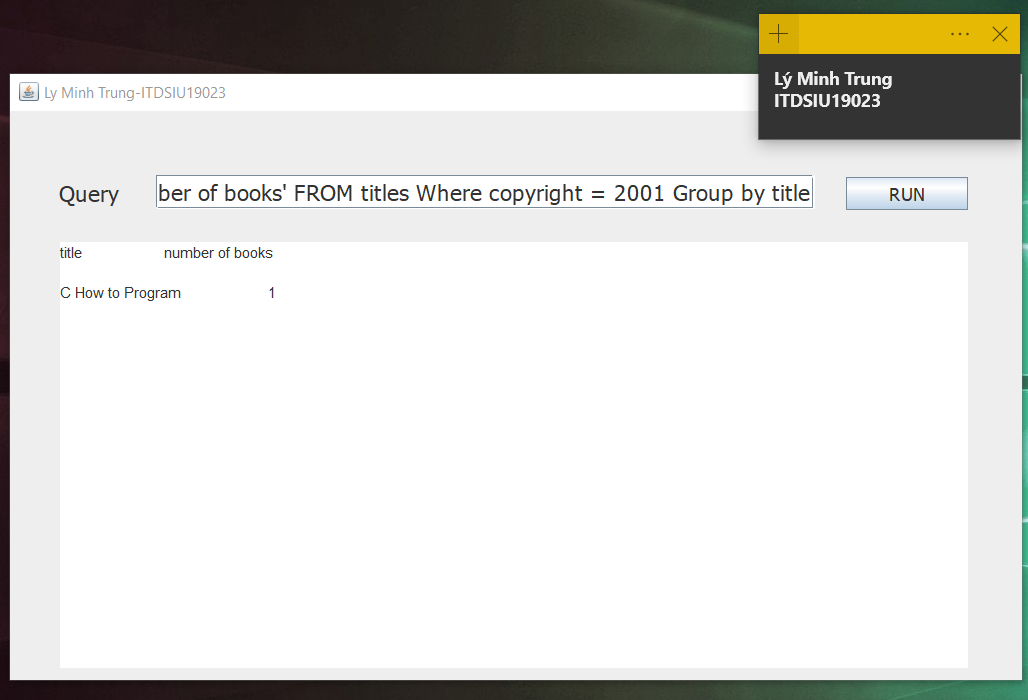 Lý Minh Trung
ITDSIU19023
Ly Minh Trung-ITDSIU19023
Query ber of books' FROM titles Where copyright = 2001 Group by title RUN
title number of books
C How to Program 1